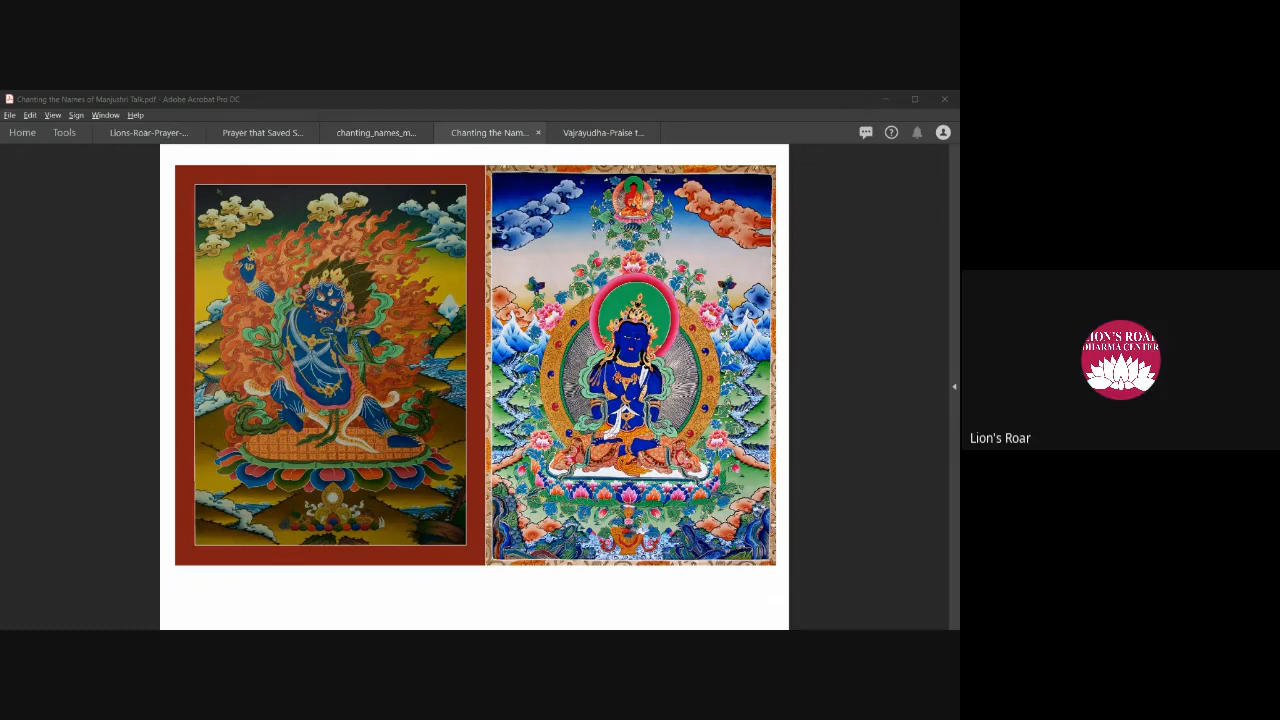 Chanting the Names of Manjushri Talk.pdf - Adobe Acrobat Pro DC
File Edit View Sign Window Help
Home Tools Lions-Roar-Prayer-... Prayer that Saved S... chanting_names_m... Chanting the Nam... × Vajrāyudha-Praise t...
LION'S ROAR
DHARMA CENTER
Lion's Roar